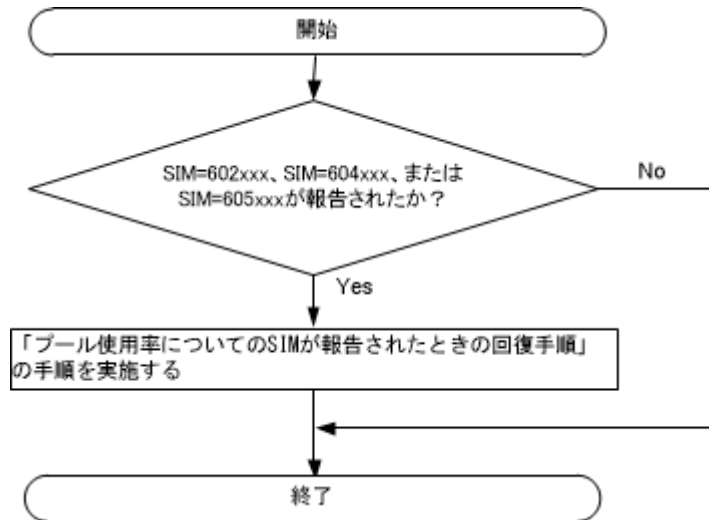 開始
SIM=602xxx、SIM=604xxx、または
SIM=605xxxが報告されたか？
No
Yes
「プール使用率についてのSIMが報告されたときの回復手順」
の手順を実施する
終了